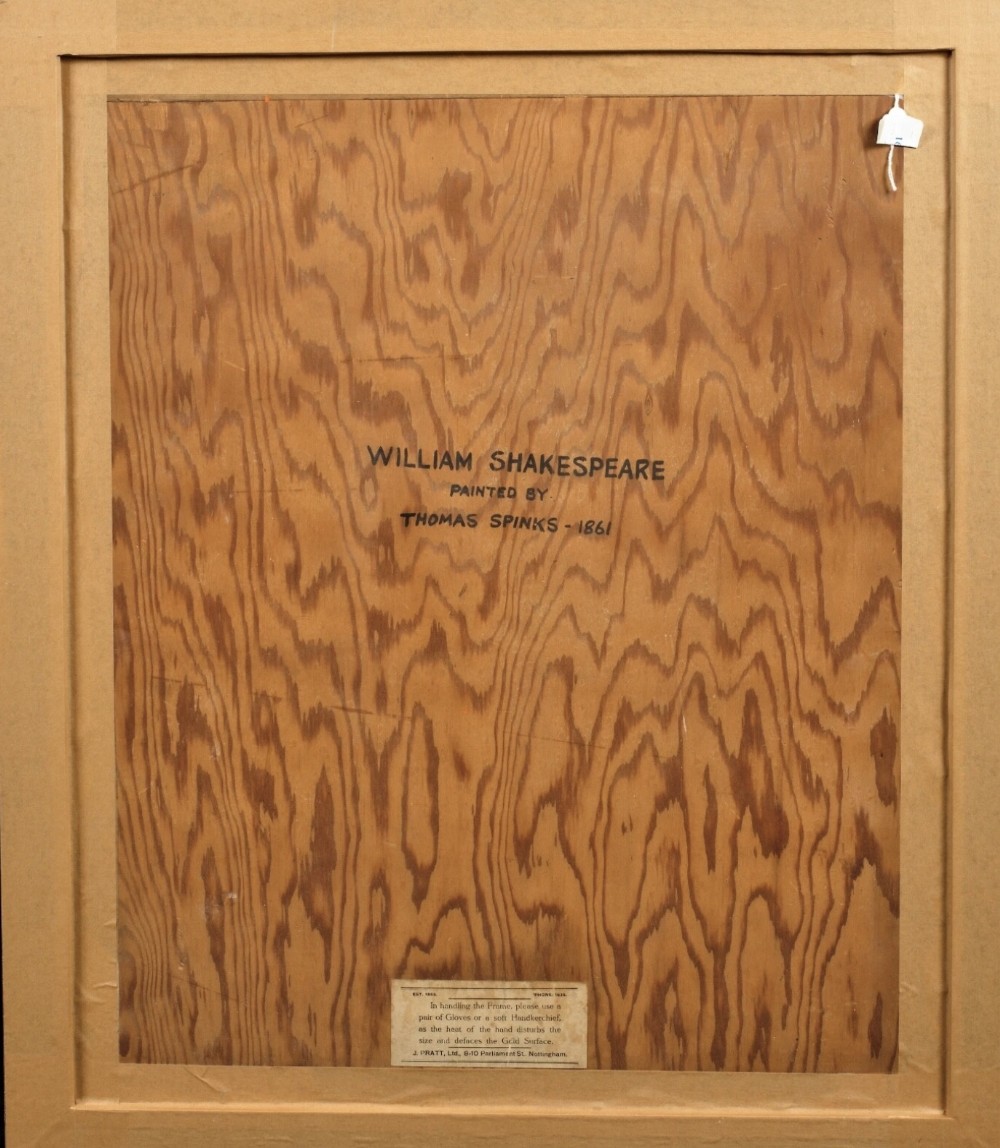 WILLIAM SHAKESPEARE
PAINTED BY.
THOMAS SPINKS - 1861
In handling the Frame, please use a
pair of Gloves or a soft Handkerchief,
as the heat of the hand disturbs the
size and defaces the Gold Surface.
J. PRATT, Ltd., 8-10 Parliament St. Nottingham.